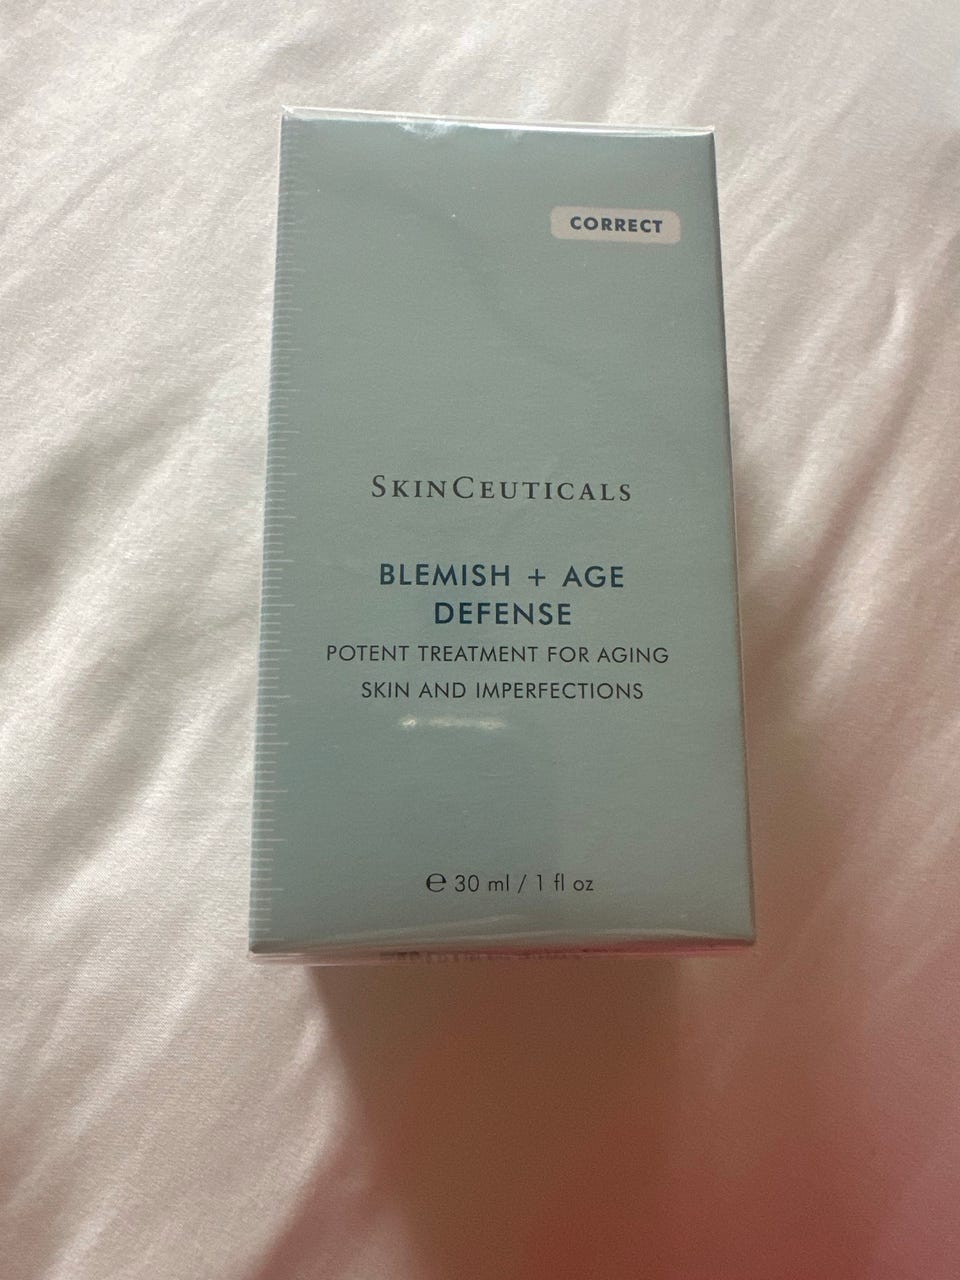 CORRECT
SKINCEUTICALS
BLEMISH + AGE
DEFENSE
POTENT TREATMENT FOR AGING
SKIN AND IMPERFECTIONS
℮ 30 ml / 1 fl oz